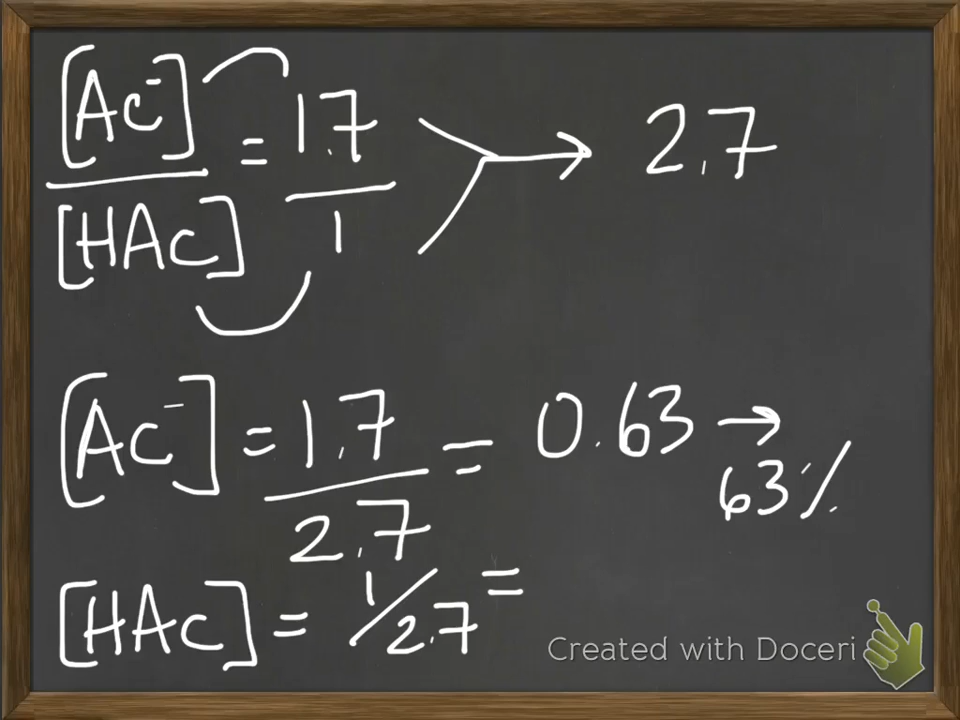 [Ac⁻] / [HAc] = 1.7 / 1 → 2.7
[Ac⁻] = 1.7 / 2.7 = 0.63 → 63%
[HAc] = 1/2.7 =
Created with Doceri